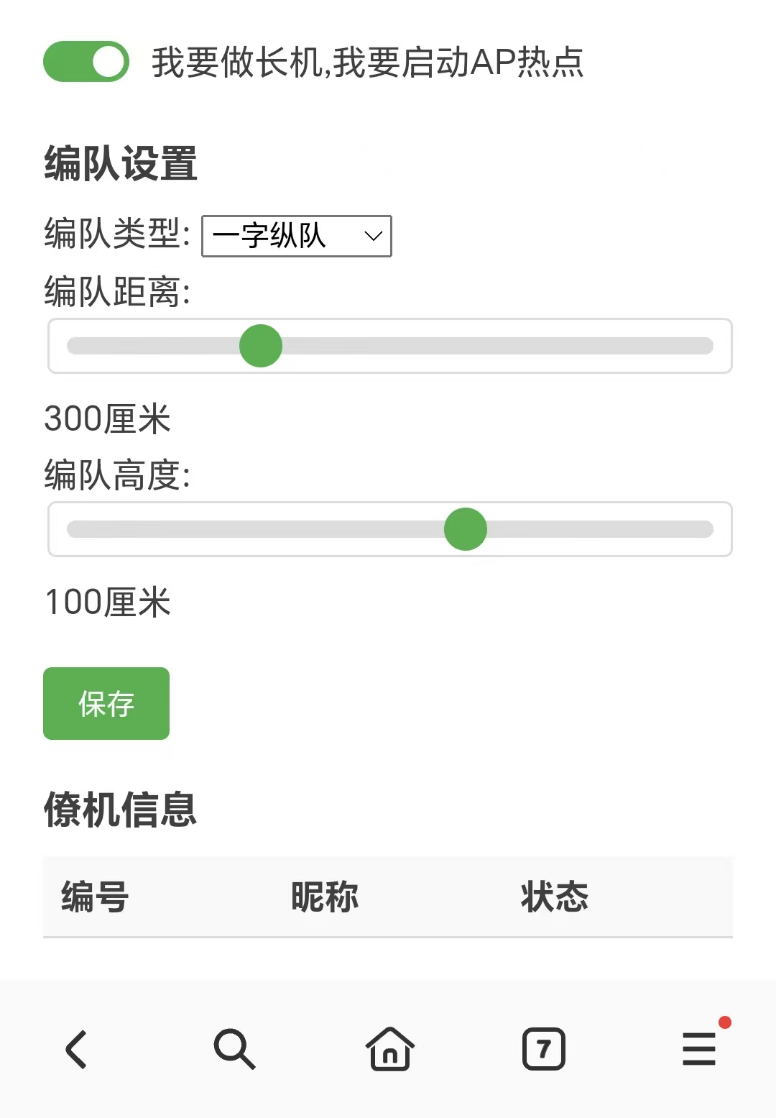 我要做长机,我要启动AP热点
编队设置
编队类型: 一字纵队
编队距离:
300厘米
编队高度:
100厘米
保存
僚机信息
编号 昵称 状态
7